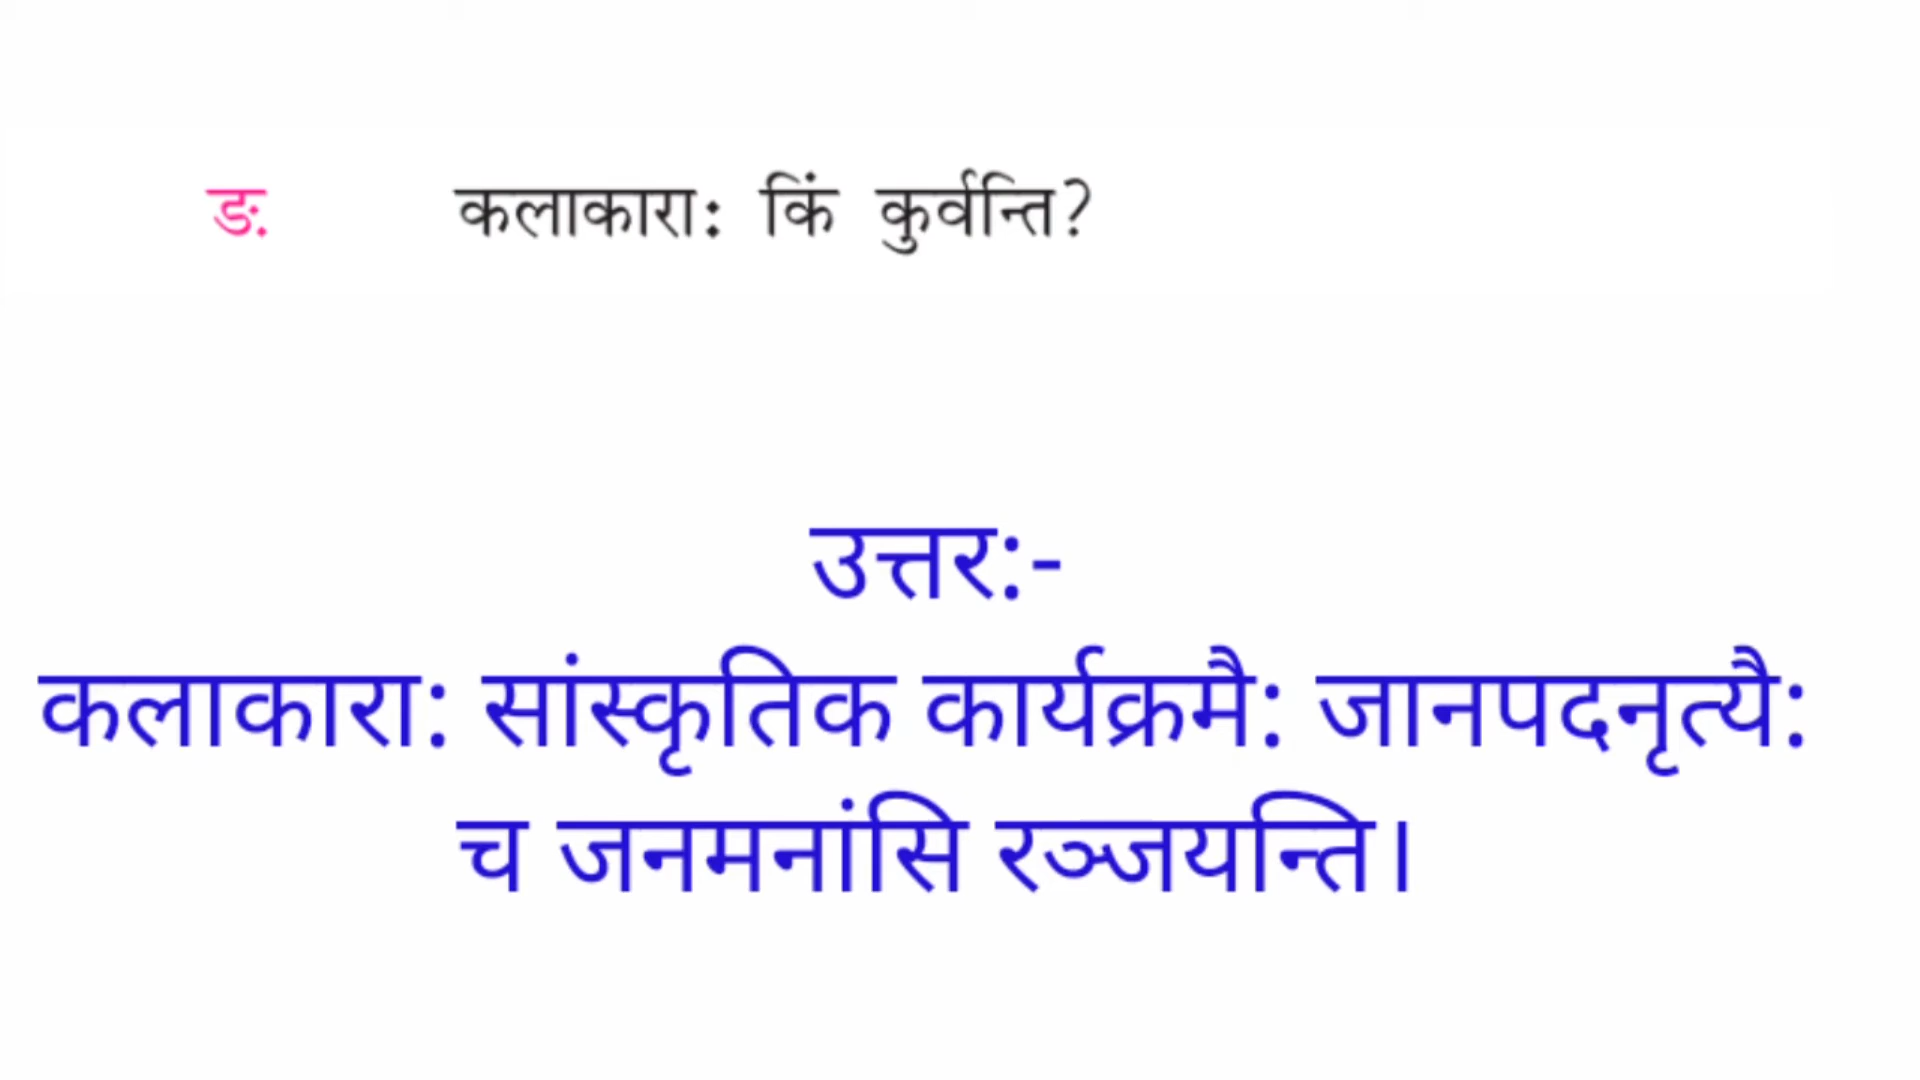 ङ. कलाकाराः किं कुर्वन्ति?
उत्तर:-
कलाकारा: सांस्कृतिक कार्यक्रमै: जानपदनृत्यै:
च जनमनांसि रञ्जयन्ति।